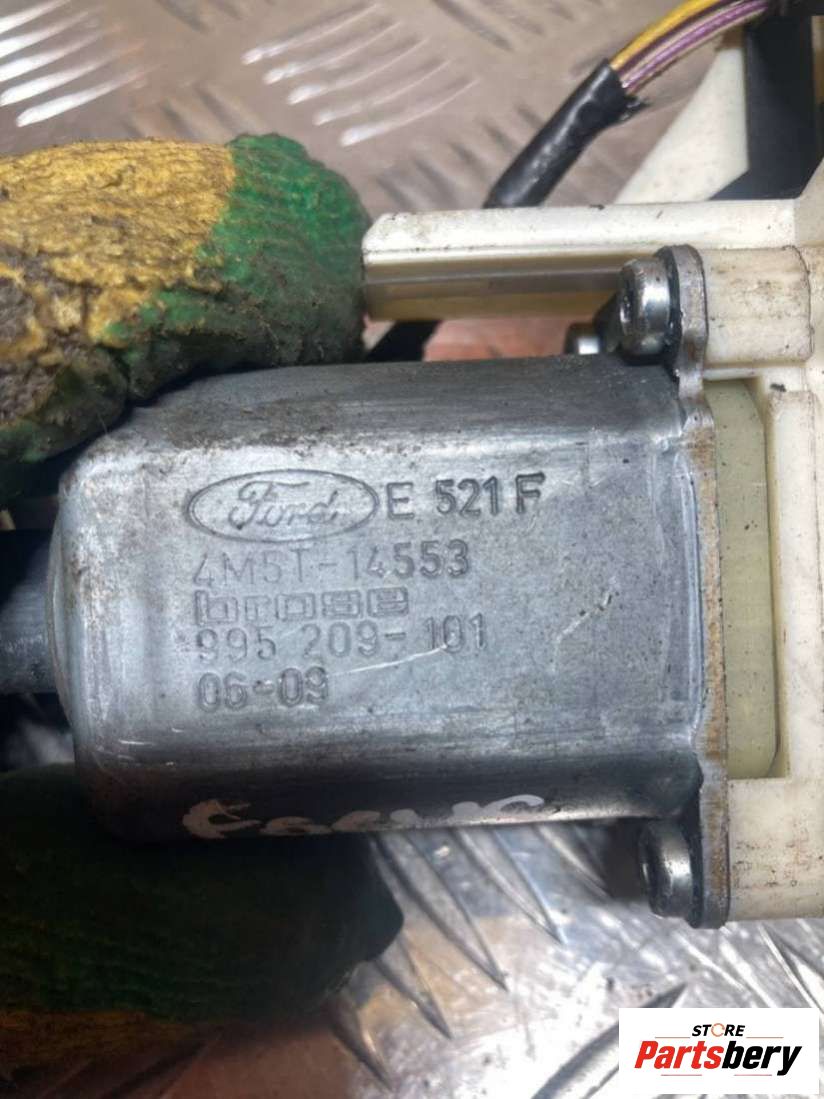 Ford E 521 F
4M5T-14553
brose
995 209-101
06-09
STORE
Partsbery